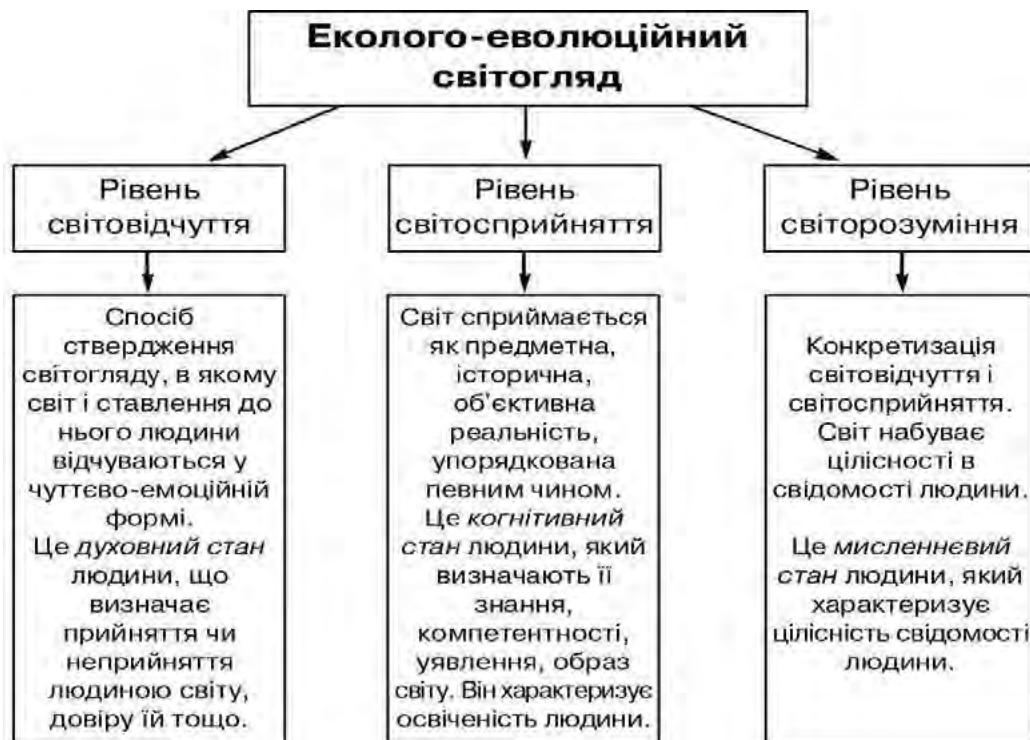 Еколого-еволюційний
світогляд
Рівень
світовідчуття
Рівень
світосприйняття
Рівень
світорозуміння
Спосіб
ствердження
світогляду, в якому
світ і ставлення до
нього людини
відчуваються у
чуттєво-емоційній
формі.
Це духовний стан
людини, що
визначає
прийняття чи
неприйняття
людиною світу,
довіру їй тощо.
Світ сприймається
як предметна,
історична,
об'єктивна
реальність,
упорядкована
певним чином.
Це когнітивний
стан людини, який
визначають її
знання,
компетентності,
уявлення, образ
світу. Він характеризує
освіченість людини.
Конкретизація
світовідчуття і
світосприйняття.
Світ набуває
цілісності в
свідомості людини.
Це мисленнєвий
стан людини, який
характеризує
цілісність свідомості
людини.